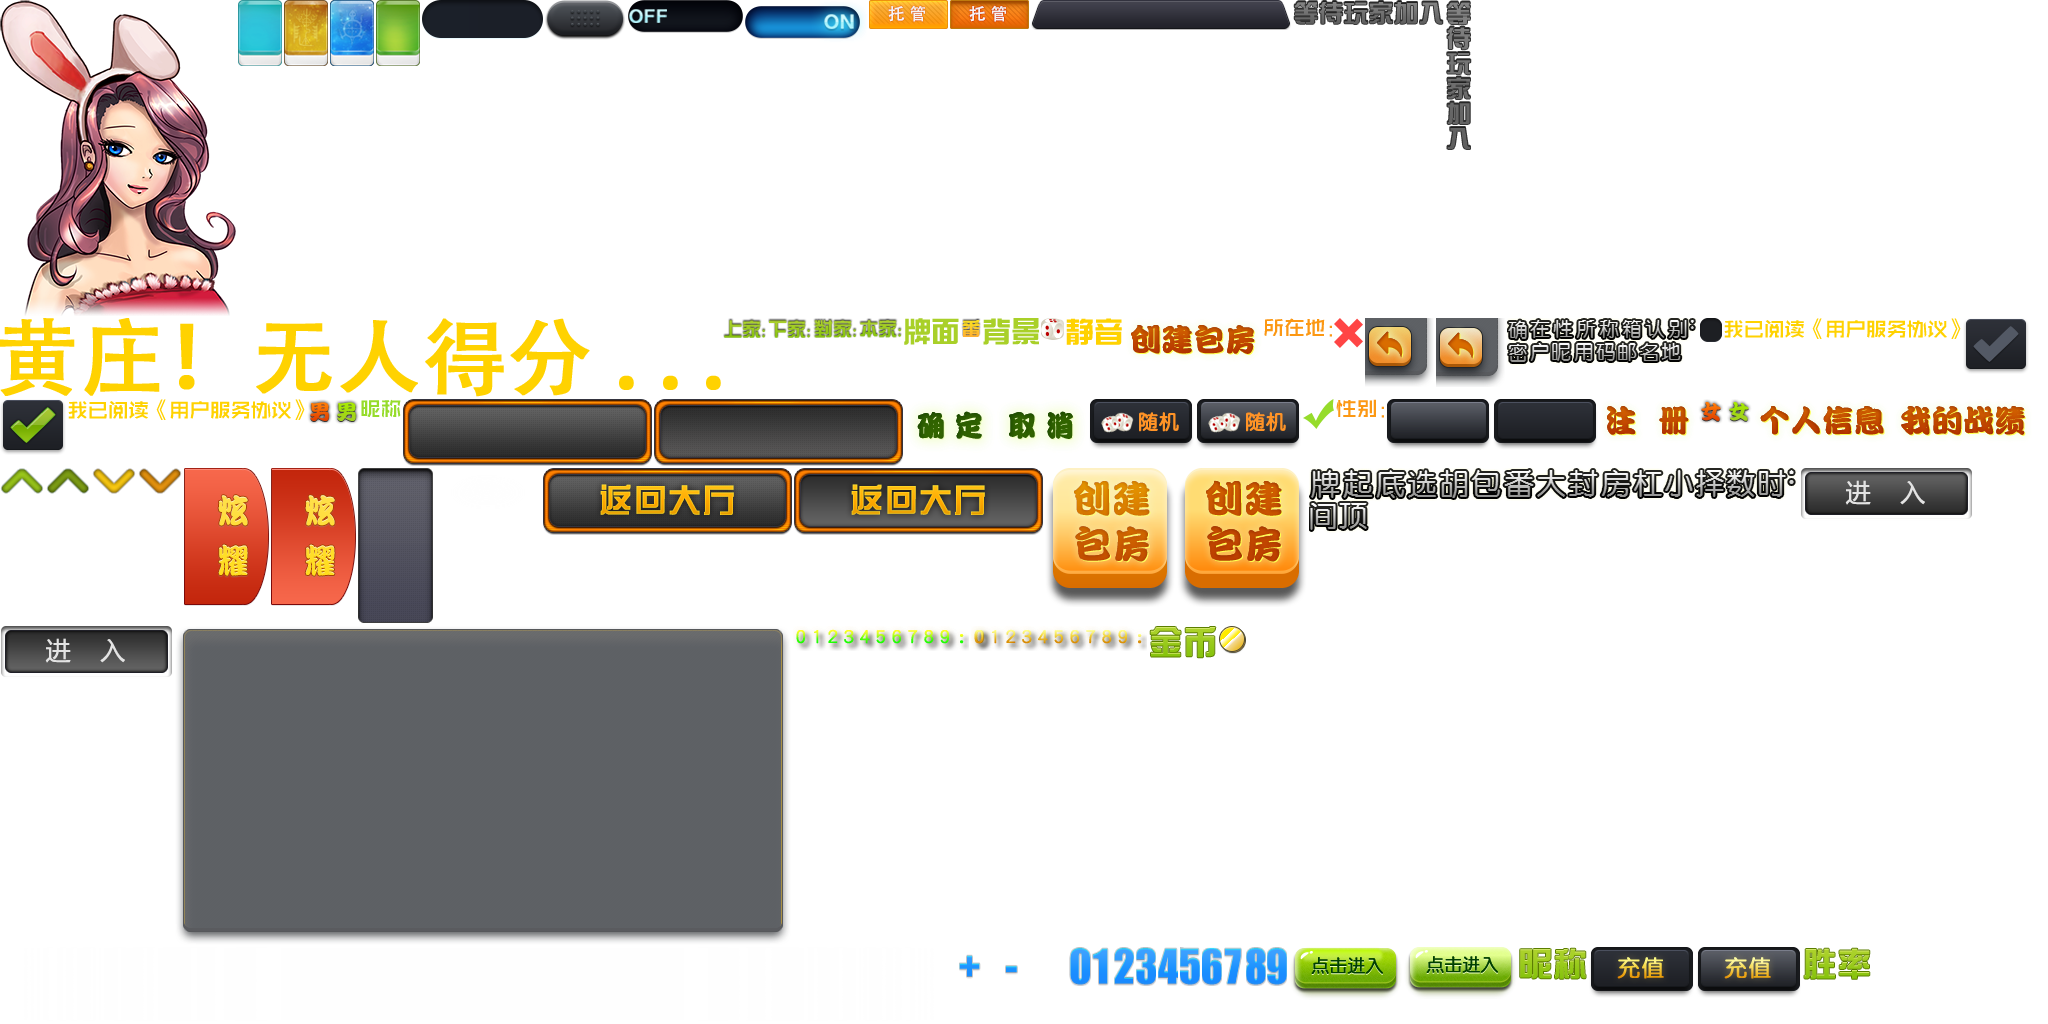 OFF
ON
托管
托管
等待玩家加入
等待玩家加入
黄庄！无人得分...
上家:下家:对家:本家:
牌面
番
背景
静音
创建包房
所在地:
确在性所称箱认别:
密户昵用码邮名地
我已阅读《用户服务协议》
我已阅读《用户服务协议》
男
男
昵称
确定
取消
随机
随机
性别:
注册
女
女
个人信息
我的战绩
炫耀
炫耀
返回大厅
返回大厅
创建包房
创建包房
牌起底选胡包番大封房杠小择数时:
间顶
进入
进入
0123456789:
0123456789:
金币
+ -
0123456789
点击进入
点击进入
昵称
充值
充值
胜率